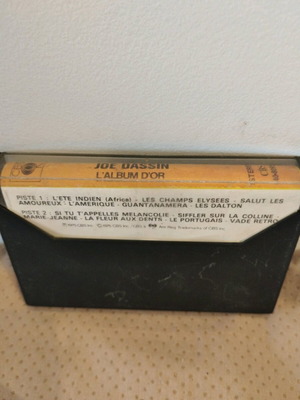 JOE DASSIN
L'ALBUM D'OR
PISTE 1 : L'ETE INDIEN (Africa) - LES CHAMPS ELYSEES - SALUT LES
AMOUREUX - L'AMERIQUE - GUANTANAMERA - LES DALTON
PISTE 2 : SI TU T'APPELLES MELANCOLIE - SIFFLER SUR LA COLLINE
MARIE JEANNE - LA FLEUR AUX DENTS - LE PORTUGAIS - VADE RETRO